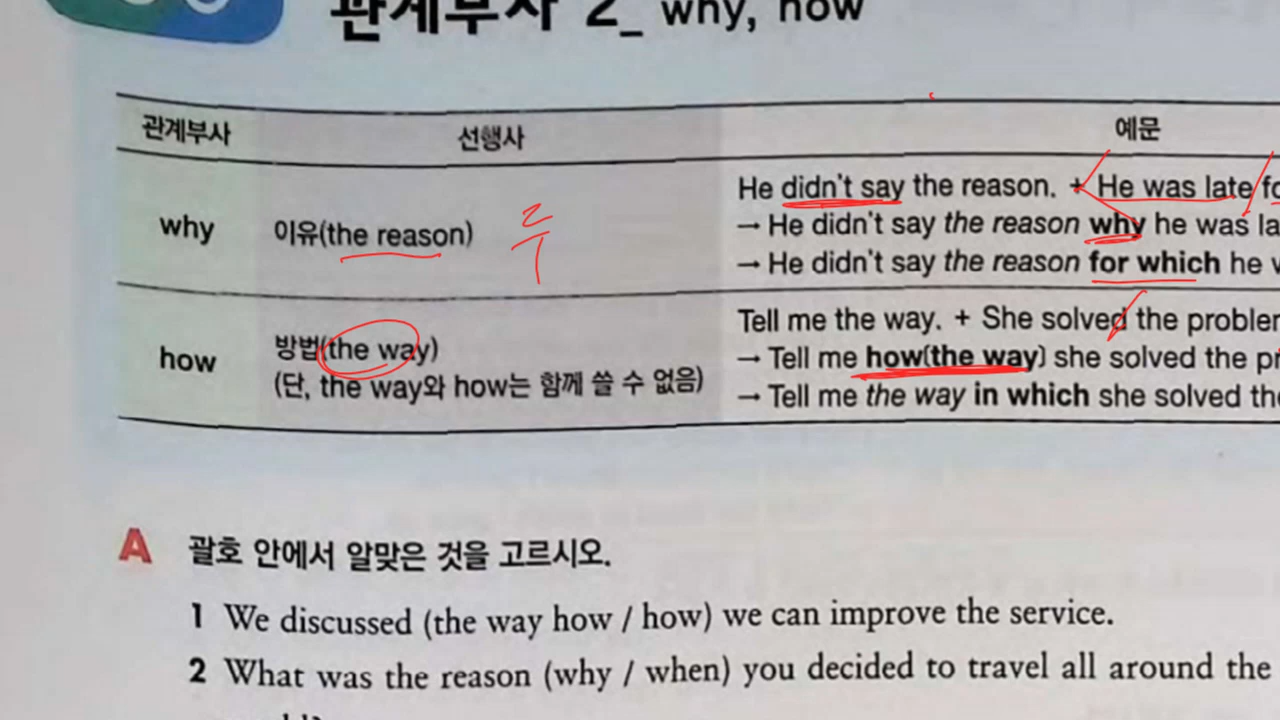 관계부사 2_ why, how
관계부사 선행사 예문
why 이유(the reason)
He didn't say the reason. + He was late
→ He didn't say the reason why he was
→ He didn't say the reason for which he
how 방법(the way)
(단, the way와 how는 함께 쓸 수 없음)
Tell me the way. + She solved the
→ Tell me how(the way) she solved the
→ Tell me the way in which she solved
A 괄호 안에서 알맞은 것을 고르시오.
1 We discussed (the way how / how) we can improve the service.
2 What was the reason (why / when) you decided to travel all around the